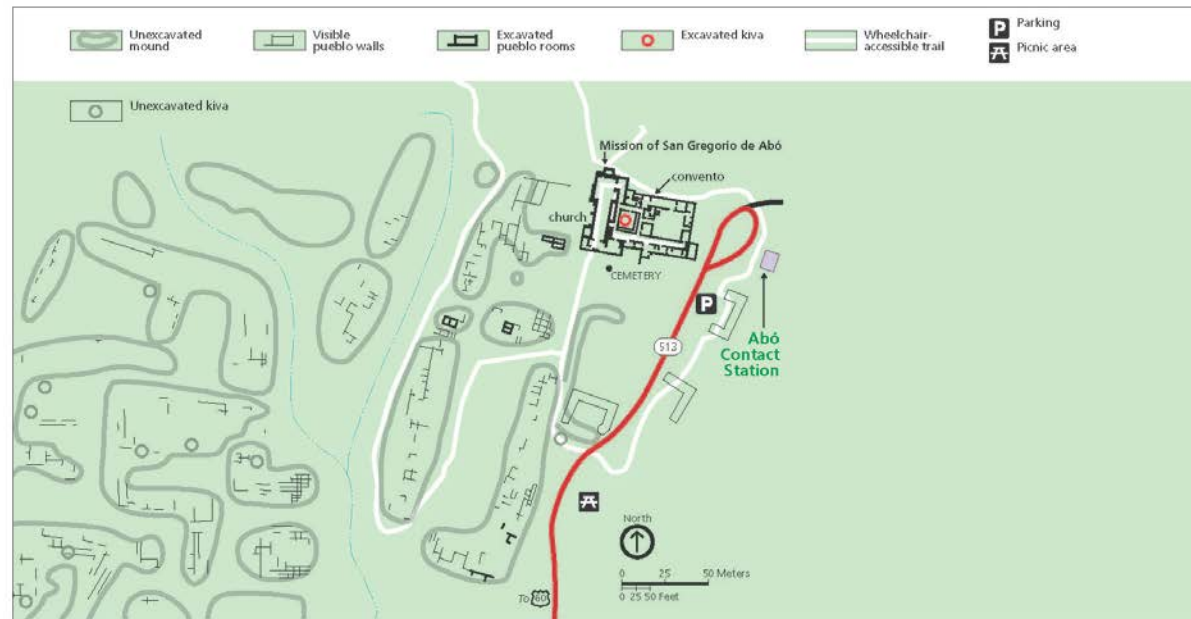 Unexcavated
mound
Visible
pueblo walls
Excavated
pueblo rooms
Excavated kiva
Wheelchair-
accessible trail
P
Parking
Picnic area
Unexcavated kiva
Mission of San Gregorio de Abó
convento
church
CEMETERY
P
513
Abó
Contact
Station
North
0 25 50 Meters
0 25 50 Feet
To 60